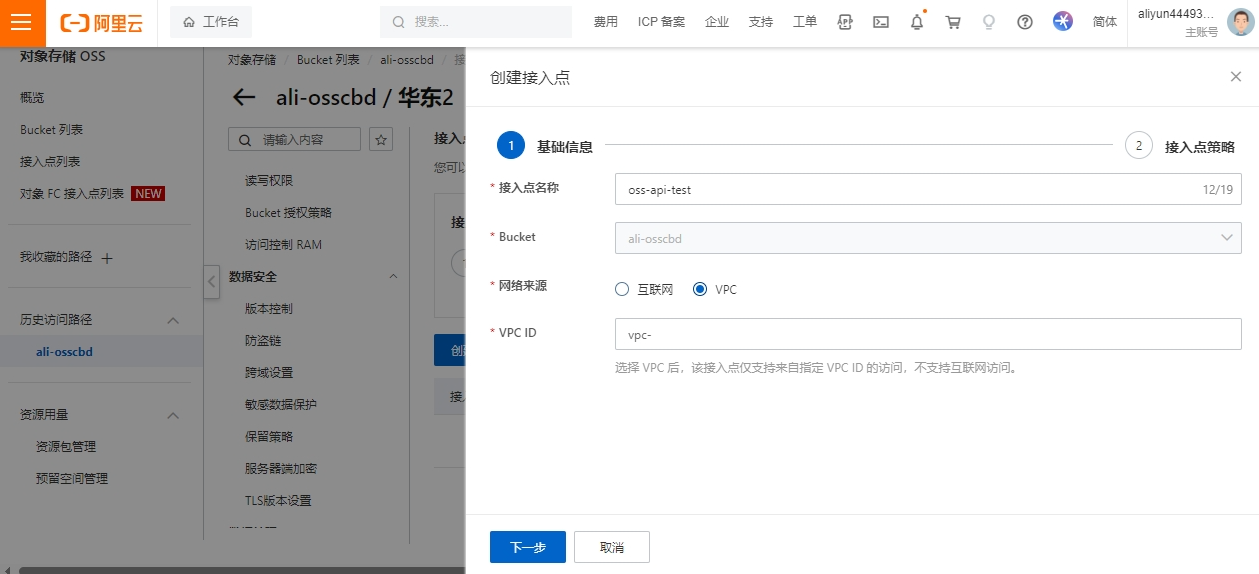 阿里云
工作台
搜索...
费用
ICP 备案
企业
支持
工单
简体
aliyun44493...
主账号
对象存储 OSS
概览
Bucket 列表
接入点列表
对象 FC 接入点列表 NEW
我收藏的路径
历史访问路径
ali-osscbd
资源用量
资源包管理
预留空间管理
对象存储 / Bucket 列表 / ali-osscbd /
ali-osscbd / 华东2
请输入内容
读写权限
Bucket 授权策略
访问控制 RAM
数据安全
版本控制
防盗链
跨域设置
敏感数据保护
保留策略
服务器端加密
TLS版本设置
接入
您可以
接
创
接
创建接入点
1 基础信息
2 接入点策略
* 接入点名称
oss-api-test
12/19
* Bucket
ali-osscbd
* 网络来源
互联网
VPC
* VPC ID
vpc-
选择 VPC 后，该接入点仅支持来自指定 VPC ID 的访问，不支持互联网访问。
下一步
取消